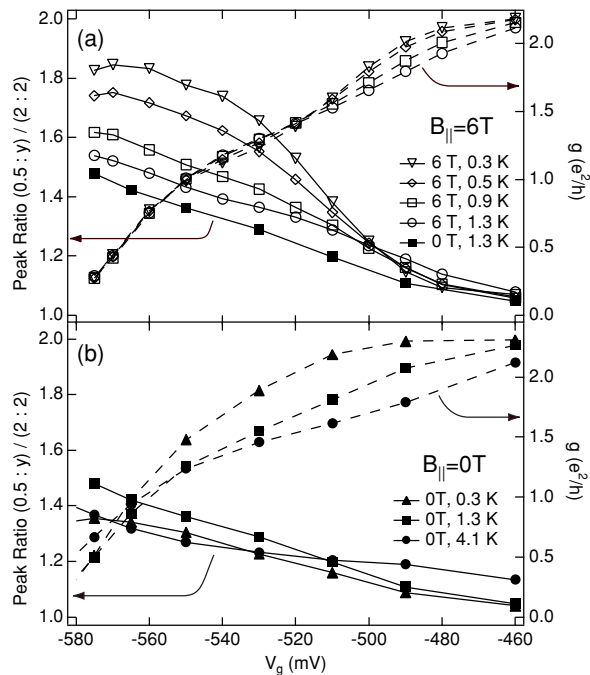 (a)
2.0
1.8
1.6
1.4
1.2
1.0
Peak Ratio (0.5 : y) / (2 : 2)
2.0
1.5
1.0
0.5
0.0
g (e²/h)
B||=6T
6 T, 0.3 K
6 T, 0.5 K
6 T, 0.9 K
6 T, 1.3 K
0 T, 1.3 K
(b)
2.0
1.8
1.6
1.4
1.2
1.0
Peak Ratio (0.5 : y) / (2 : 2)
2.0
1.5
1.0
0.5
0.0
g (e²/h)
B||=0T
0T, 0.3 K
0T, 1.3 K
0T, 4.1 K
-580 -560 -540 -520 -500 -480 -460
Vg (mV)